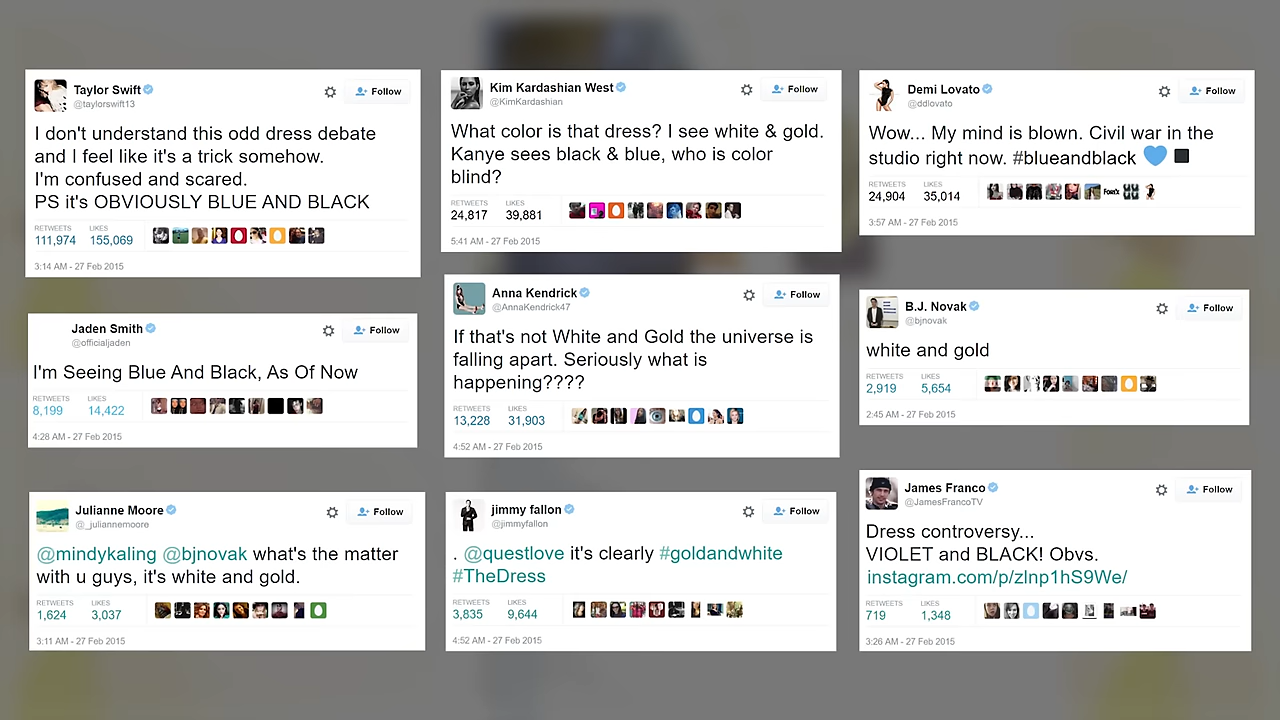 Taylor Swift
@taylorswift13
Follow
I don't understand this odd dress debate
and I feel like it's a trick somehow.
I'm confused and scared.
PS it's OBVIOUSLY BLUE AND BLACK
RETWEETS LIKES
111,974 155,069
3:14 AM - 27 Feb 2015
Kim Kardashian West
@KimKardashian
Follow
What color is that dress? I see white & gold.
Kanye sees black & blue, who is color
blind?
RETWEETS LIKES
24,817 39,881
5:41 AM - 27 Feb 2015
Demi Lovato
@ddlovato
Follow
Wow... My mind is blown. Civil war in the
studio right now. #blueandblack 💙 ⬛
RETWEETS LIKES
24,904 35,014
3:57 AM - 27 Feb 2015
Jaden Smith
@officialjaden
Follow
I'm Seeing Blue And Black, As Of Now
RETWEETS LIKES
8,199 14,422
4:28 AM - 27 Feb 2015
Anna Kendrick
@AnnaKendrick47
Follow
If that's not White and Gold the universe is
falling apart. Seriously what is
happening????
RETWEETS LIKES
13,228 31,903
4:52 AM - 27 Feb 2015
B.J. Novak
@bjnovak
Follow
white and gold
RETWEETS LIKES
2,919 5,654
2:45 AM - 27 Feb 2015
Julianne Moore
@_juliannemoore
Follow
@mindykaling @bjnovak what's the matter
with u guys, it's white and gold.
RETWEETS LIKES
1,624 3,037
3:11 AM - 27 Feb 2015
jimmy fallon
@jimmyfallon
Follow
. @questlove it's clearly #goldandwhite
#TheDress
RETWEETS LIKES
3,835 9,644
4:52 AM - 27 Feb 2015
James Franco
@JamesFrancoTV
Follow
Dress controversy...
VIOLET and BLACK! Obvs.
instagram.com/p/zlnp1hS9We/
RETWEETS LIKES
719 1,348
3:26 AM - 27 Feb 2015